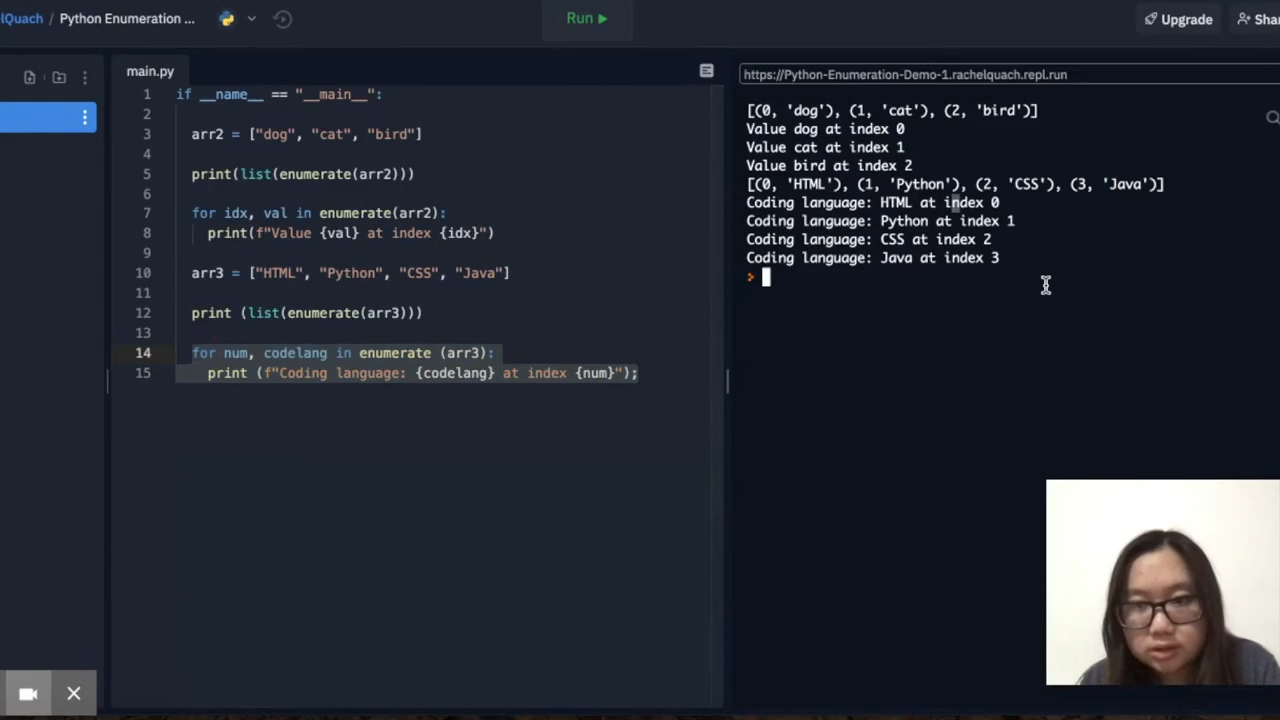 lQuach / Python Enumeration ...
Run
Upgrade
Shar
main.py
https://Python-Enumeration-Demo-1.rachelquach.repl.run
1 if __name__ == "__main__":
2
3 arr2 = ["dog", "cat", "bird"]
4
5 print(list(enumerate(arr2)))
6
7 for idx, val in enumerate(arr2):
8 print(f"Value {val} at index {idx}")
9
10 arr3 = ["HTML", "Python", "CSS", "Java"]
11
12 print (list(enumerate(arr3)))
13
14 for num, codelang in enumerate (arr3):
15 print (f"Coding language: {codelang} at index {num}");
[(0, 'dog'), (1, 'cat'), (2, 'bird')]
Value dog at index 0
Value cat at index 1
Value bird at index 2
[(0, 'HTML'), (1, 'Python'), (2, 'CSS'), (3, 'Java')]
Coding language: HTML at index 0
Coding language: Python at index 1
Coding language: CSS at index 2
Coding language: Java at index 3
>